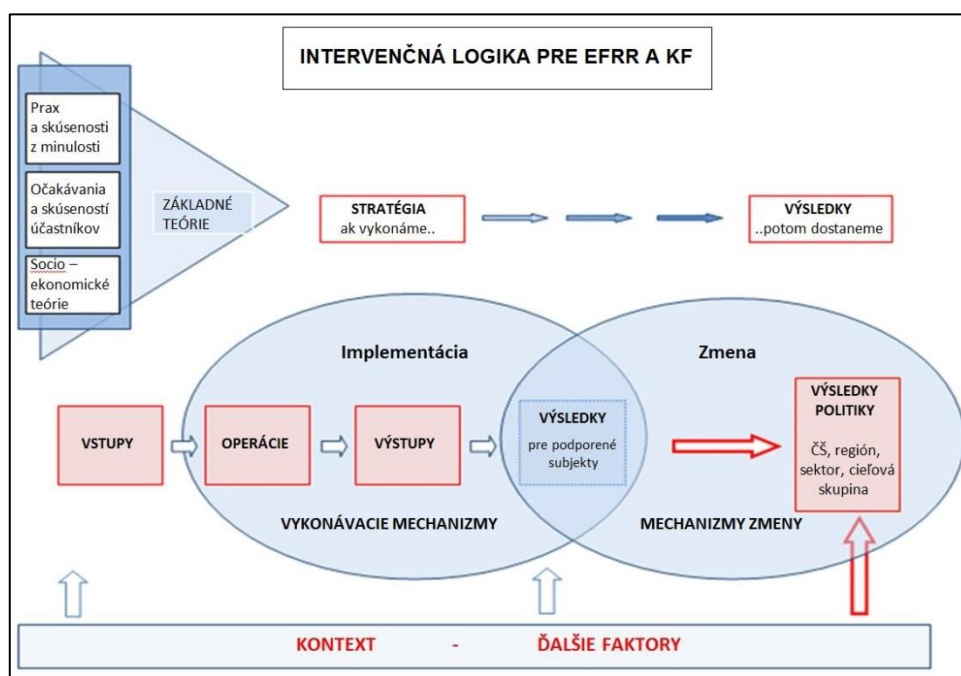 INTERVENČNÁ LOGIKA PRE EFRR A KF
Prax
a skúsenosti
z minulosti
Očakávania
a skúseností
účastníkov
Socio –
ekonomické
teórie
ZÁKLADNÉ
TEÓRIE
STRATÉGIA
ak vykonáme..
VÝSLEDKY
..potom dostaneme
Implementácia
Zmena
VSTUPY
OPERÁCIE
VÝSTUPY
VÝSLEDKY
pre podporené
subjekty
VÝSLEDKY
POLITIKY
ČŠ, región,
sektor, cieľová
skupina
VYKONÁVACIE MECHANIZMY
MECHANIZMY ZMENY
KONTEXT - ĎALŠIE FAKTORY